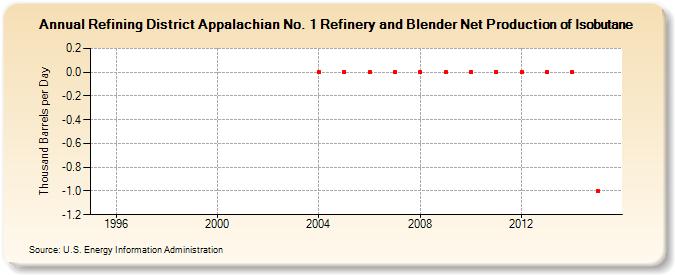 Annual Refining District Appalachian No. 1 Refinery and Blender Net Production of Isobutane
Thousand Barrels per Day
0.2
0.0
-0.2
-0.4
-0.6
-0.8
-1.0
-1.2
1996 2000 2004 2008 2012
Source: U.S. Energy Information Administration